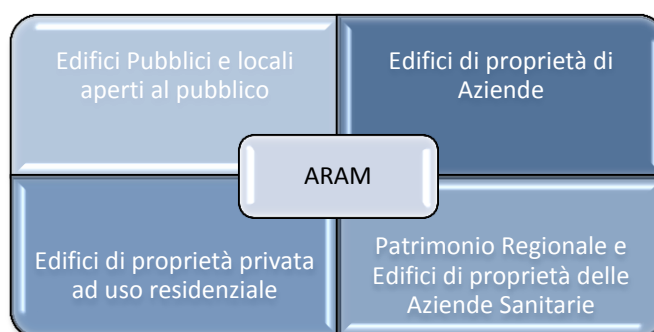 Edifici Pubblici e locali
aperti al pubblico
Edifici di proprietà di
Aziende
ARAM
Edifici di proprietà privata
ad uso residenziale
Patrimonio Regionale e
Edifici di proprietà delle
Aziende Sanitarie